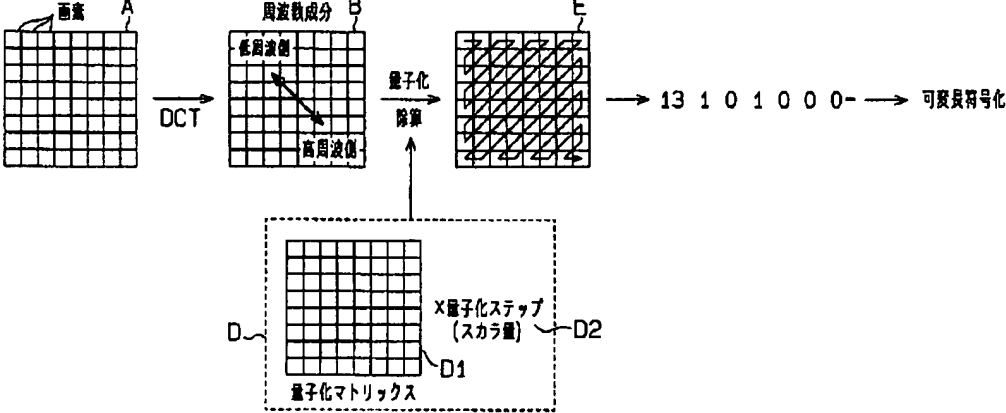 画素 A
周波数成分 B
E
低周波側
高周波側
DCT
量子化
除算
13 1 0 1 0 0 0-
可変長符号化
D
×量子化ステップ
(スカラ量)
D2
D1
量子化マトリックス